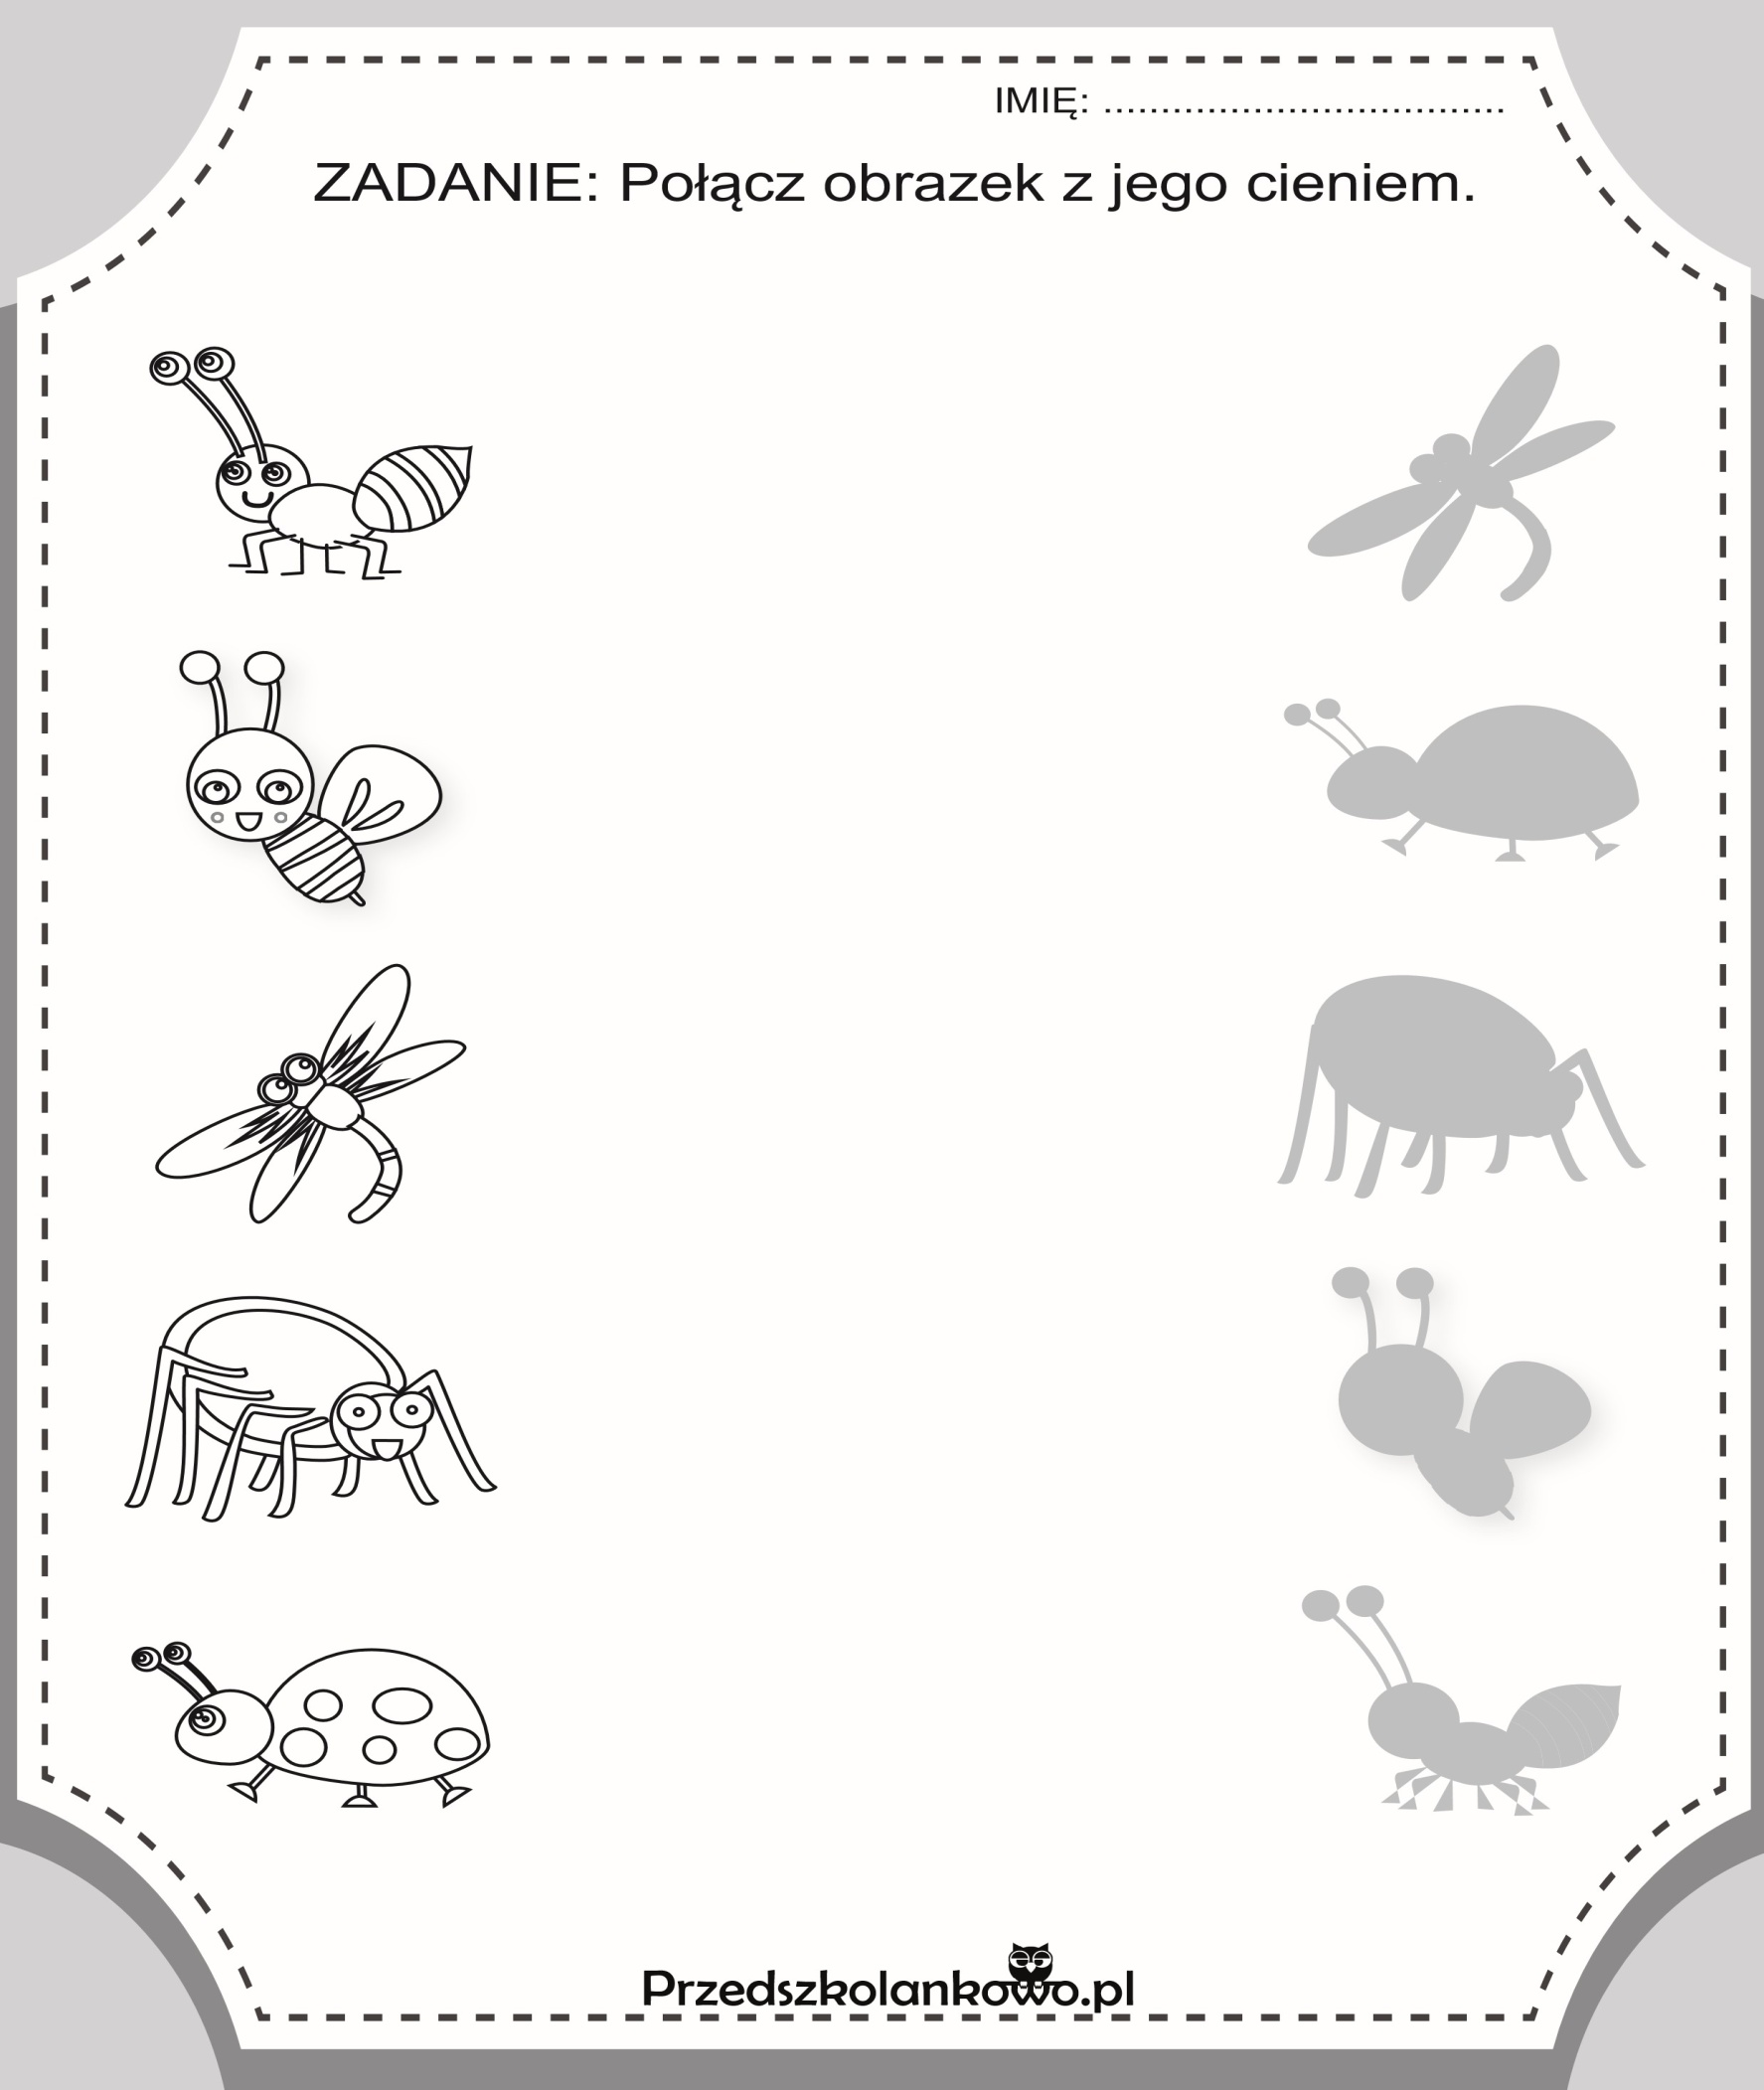 IMIĘ: ...................................
ZADANIE: Połącz obrazek z jego cieniem.
Przedszkolankowo.pl